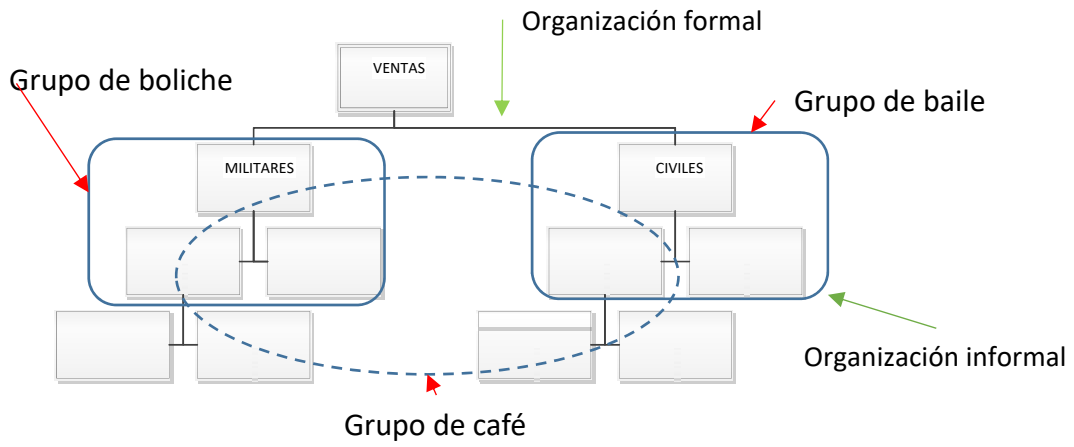 Organización formal
VENTAS
Grupo de boliche
Grupo de baile
MILITARES
CIVILES
Organización informal
Grupo de café